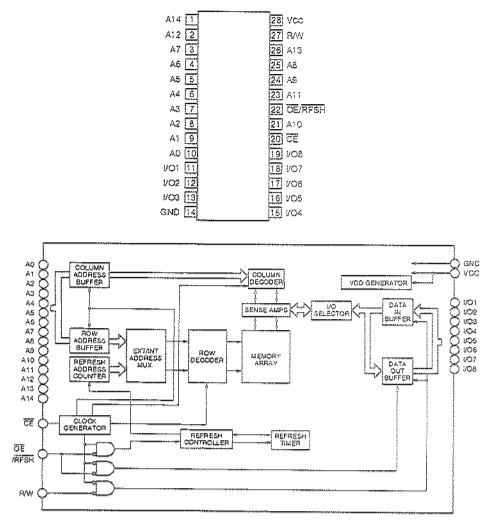 A14 1 28 VCC
A12 2 27 R/W
A7 3 26 A13
A6 4 25 A8
A5 5 24 A9
A4 6 23 A11
A3 7 22 OE/RFSH
A2 8 21 A10
A1 9 20 CE
A0 10 19 I/O8
I/O1 11 18 I/O7
I/O2 12 17 I/O6
I/O3 13 16 I/O5
GND 14 15 I/O4
A0
A1
A2
A3
A4
A5
A6
A7
A8
A9
A10
A11
A12
A13
A14
CE
OE
/RFSH
R/W
COLUMN
ADDRESS
BUFFER
ROW
ADDRESS
BUFFER
REFRESH
ADDRESS
COUNTER
EXT/INT
ADDRESS
MUX
CLOCK
GENERATOR
ROW
DECODER
COLUMN
DECODER
SENSE AMPS
MEMORY
ARRAY
REFRESH
CONTROLLER
REFRESH
TIMER
I/O
SELECTOR
VDD GENERATOR
DATA
IN
BUFFER
DATA
OUT
BUFFER
GND
VCC
I/O1
I/O2
I/O3
I/O4
I/O5
I/O6
I/O7
I/O8